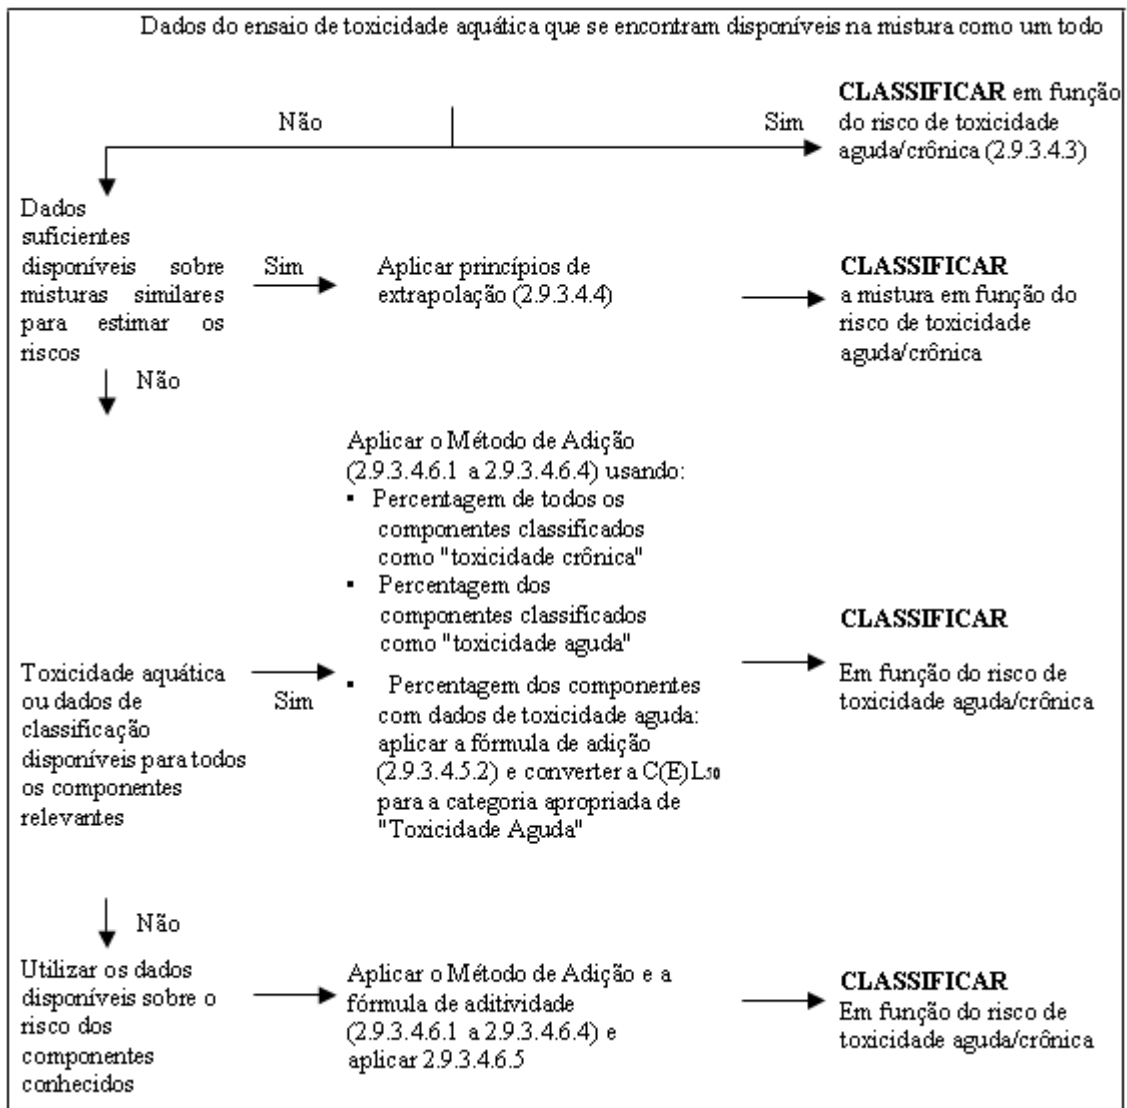 Dados do ensaio de toxicidade aquática que se encontram disponíveis na mistura como um todo
Não
Sim
CLASSIFICAR em função
do risco de toxicidade
aguda/crônica (2.9.3.4.3)
Dados
suficientes
disponíveis sobre
misturas similares
para estimar os
riscos
Sim
Aplicar princípios de
extrapolação (2.9.3.4.4)
CLASSIFICAR
a mistura em função do
risco de toxicidade
aguda/crônica
Não
Toxicidade aquática
ou dados de
classificação
disponíveis para todos
os componentes
relevantes
Sim
Aplicar o Método de Adição
(2.9.3.4.6.1 a 2.9.3.4.6.4) usando:
▪ Percentagem de todos os
componentes classificados
como "toxicidade crônica"
▪ Percentagem dos
componentes classificados
como "toxicidade aguda"
▪ Percentagem dos componentes
com dados de toxicidade aguda:
aplicar a fórmula de adição
(2.9.3.4.5.2) e converter a C(E)L50
para a categoria apropriada de
"Toxicidade Aguda"
CLASSIFICAR
Em função do risco de
toxicidade aguda/crônica
Não
Utilizar os dados
disponíveis sobre o
risco dos
componentes
conhecidos
Aplicar o Método de Adição e a
fórmula de aditividade
(2.9.3.4.6.1 a 2.9.3.4.6.4) e
aplicar 2.9.3.4.6.5
CLASSIFICAR
Em função do risco de
toxicidade aguda/crônica